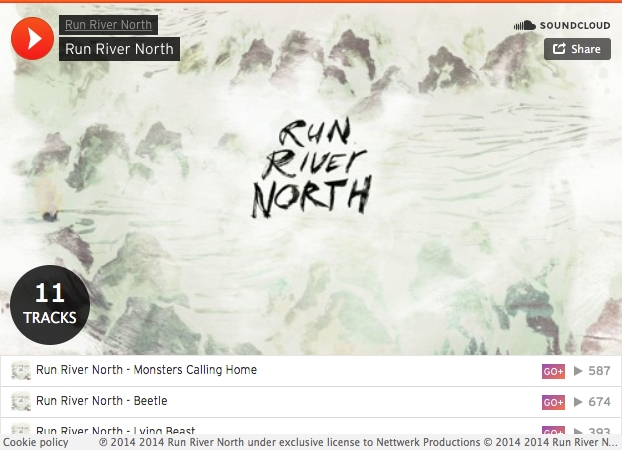 Run River North
Run River North
SOUNDCLOUD
Share
RUN
RIVER
NORTH
11
TRACKS
Run River North - Monsters Calling Home GO+ 587
Run River North - Beetle GO+ 674
Run River North - Lying Beast GO+ 393
Cookie policy ℗ 2014 2014 Run River North under exclusive license to Nettwerk Productions © 2014 2014 Run River N...